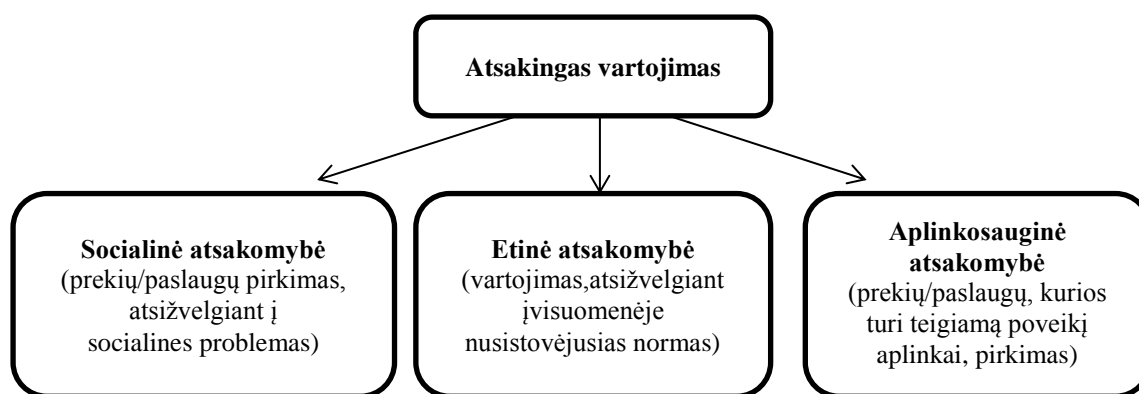 Atsakingas vartojimas
Socialinė atsakomybė
(prekių/paslaugų pirkimas,
atsižvelgiant į
socialines problemas)
Etinė atsakomybė
(vartojimas,atsižvelgiant
įvisuomenėje
nusistovėjusias normas)
Aplinkosauginė
atsakomybė
(prekių/paslaugų, kurios
turi teigiamą poveikį
aplinkai, pirkimas)